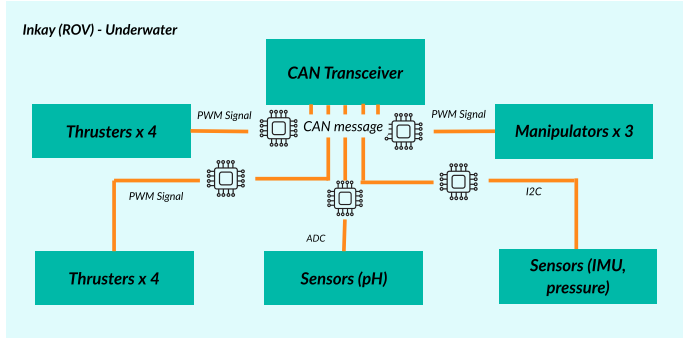 Inkay (ROV) - Underwater
CAN Transceiver
PWM Signal
PWM Signal
Thrusters x 4
CAN message
Manipulators x 3
PWM Signal
I2C
ADC
Thrusters x 4
Sensors (pH)
Sensors (IMU,
pressure)